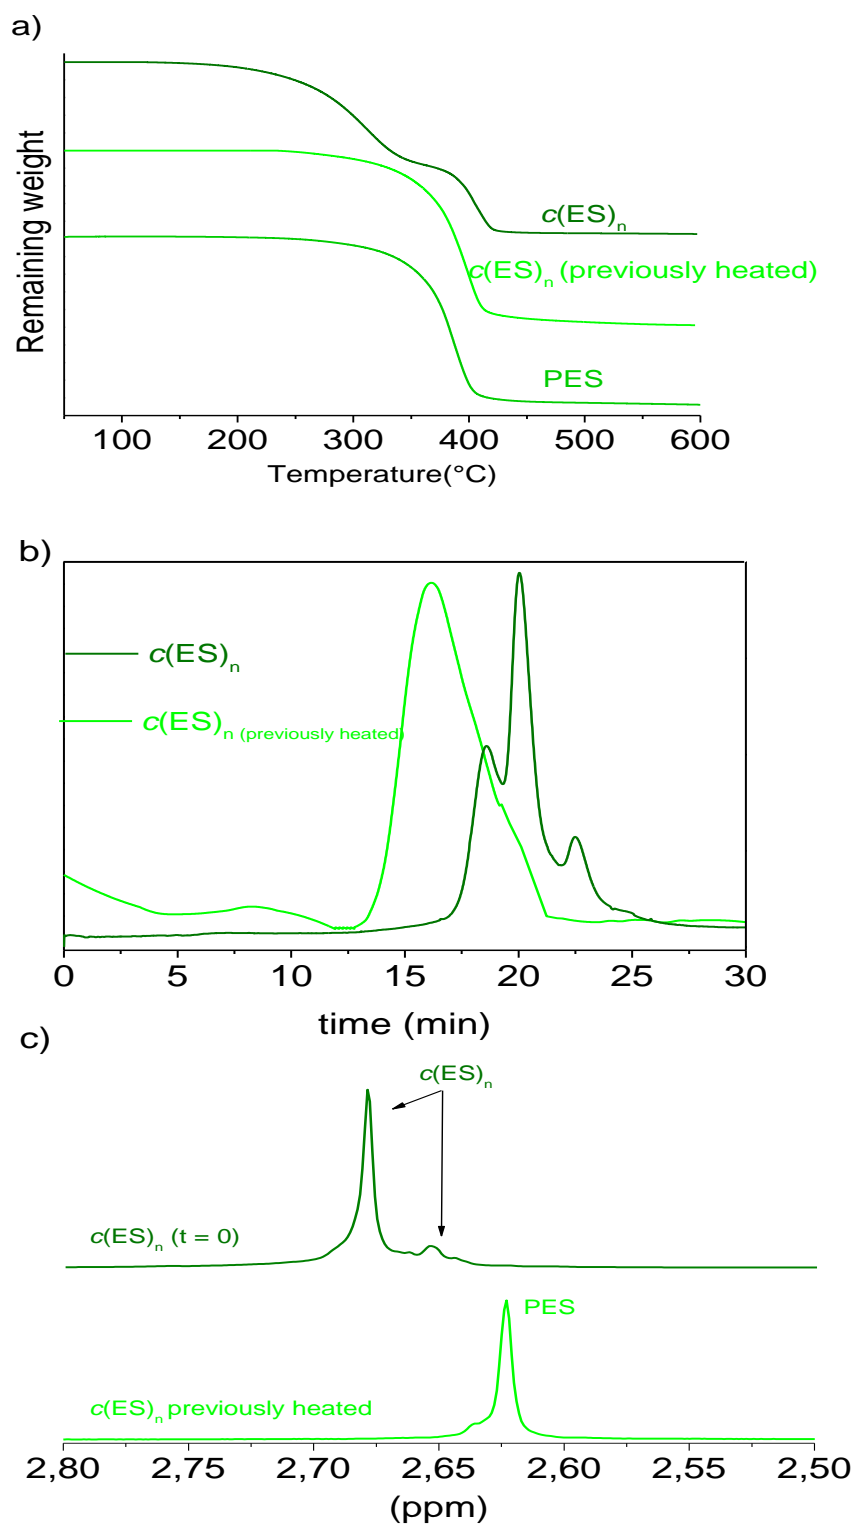 a)
Remaining weight
c(ES)n
c(ES)n (previously heated)
PES
100 200 300 400 500 600
Temperature(°C)
b)
c(ES)n
c(ES)n (previously heated)
0 5 10 15 20 25 30
time (min)
c)
c(ES)n
c(ES)n (t = 0)
PES
c(ES)n previously heated
2,80 2,75 2,70 2,65 2,60 2,55 2,50
(ppm)